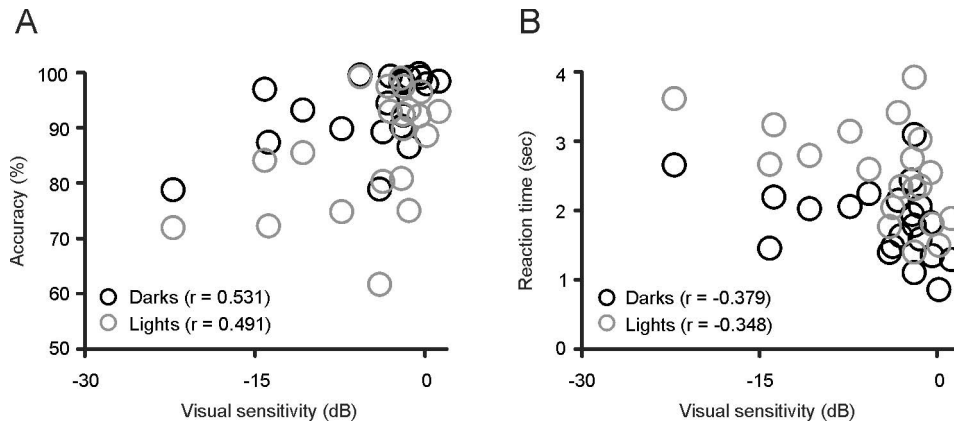 A
Accuracy (%)
100
90
80
70
60
50
Darks (r = 0.531)
Lights (r = 0.491)
-30
-15
0
Visual sensitivity (dB)
B
Reaction time (sec)
4
3
2
1
0
Darks (r = -0.379)
Lights (r = -0.348)
-30
-15
0
Visual sensitivity (dB)